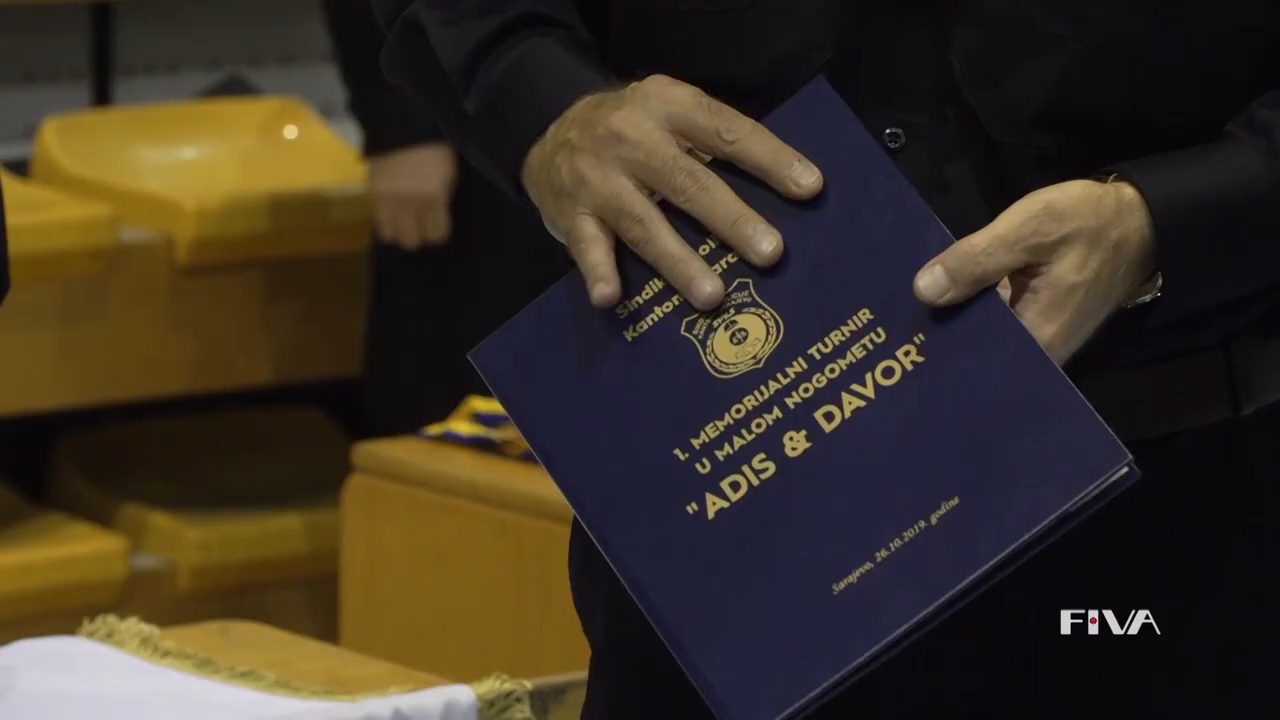 1. MEMORIJALNI TURNIR
U MALOM NOGOMETU
"ADIS & DAVOR"
Sarajevo, 26.10.2019. godine
FIVA